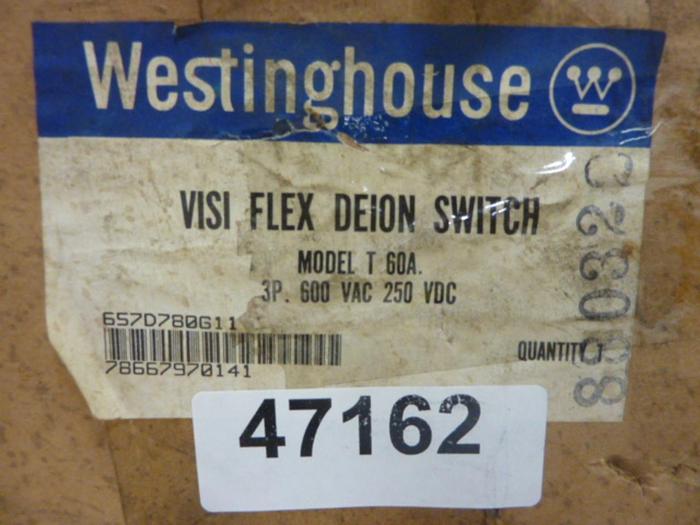 Westinghouse
VISI FLEX DEION SWITCH
MODEL T 60A.
3P. 600 VAC 250 VDC
657D780G11
78667970141
QUANTITY 1
47162